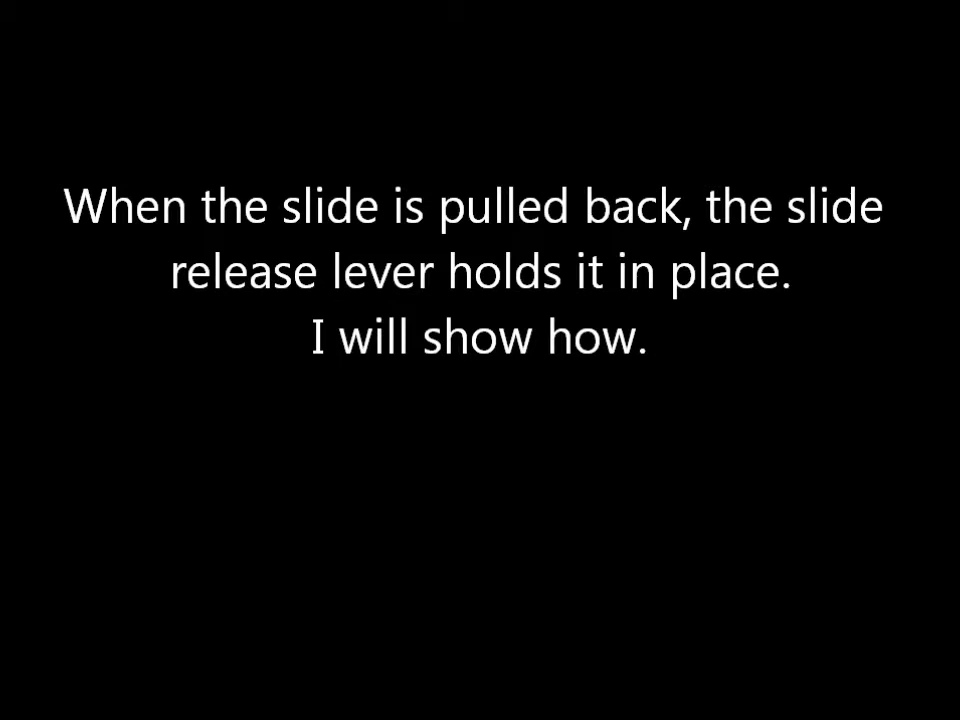 When the slide is pulled back, the slide
release lever holds it in place.
I will show how.